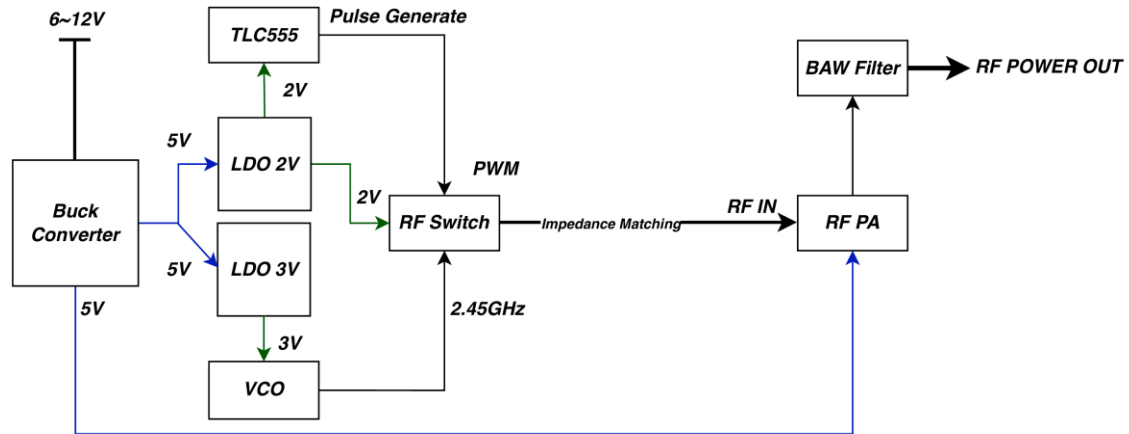 6~12V
Pulse Generate
TLC555
BAW Filter
RF POWER OUT
2V
5V
LDO 2V
PWM
2V
Buck
Converter
RF Switch
Impedance Matching
RF IN
RF PA
5V
LDO 3V
5V
2.45GHz
3V
VCO